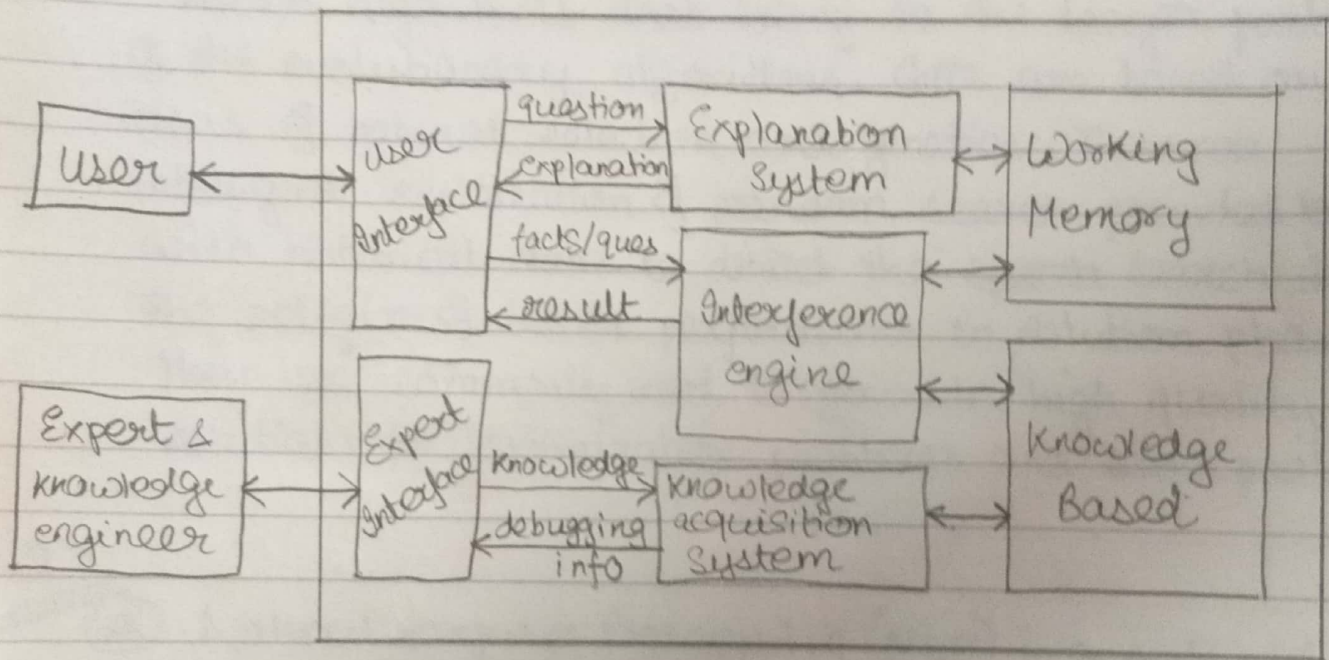 User
User
Interface
question
explanation
facts/ques
result
Explanation
System
Working
Memory
Interference
engine
Expert &
knowledge
engineer
Expert
Interface
Knowledge
debugging
info
Knowledge
acquisition
System
Knowledge
Based